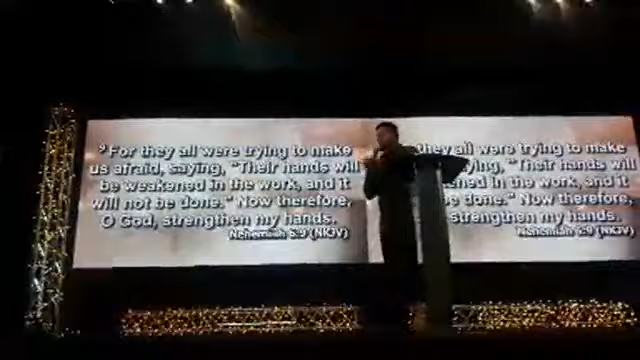 ⁹For they all were trying to make
us afraid, saying, "Their hands will
be weakened in the work, and it
will not be done." Now therefore,
O God, strengthen my hands.
Nehemiah 6:9 (NKJV)
they all were trying to make
"Their hands will
in the work, and it
be done." Now therefore,
strengthen my hands.
Nehemiah 6:9 (NKJV)